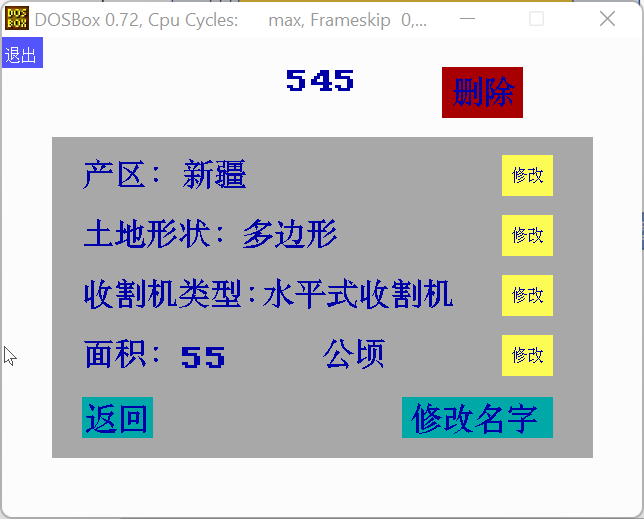 DOS
BOX
DOSBox 0.72, Cpu Cycles: max, Frameskip 0,...
退出
545
删除
产区: 新疆 修改
土地形状: 多边形 修改
收割机类型:水平式收割机 修改
面积: 55 公顷 修改
返回 修改名字